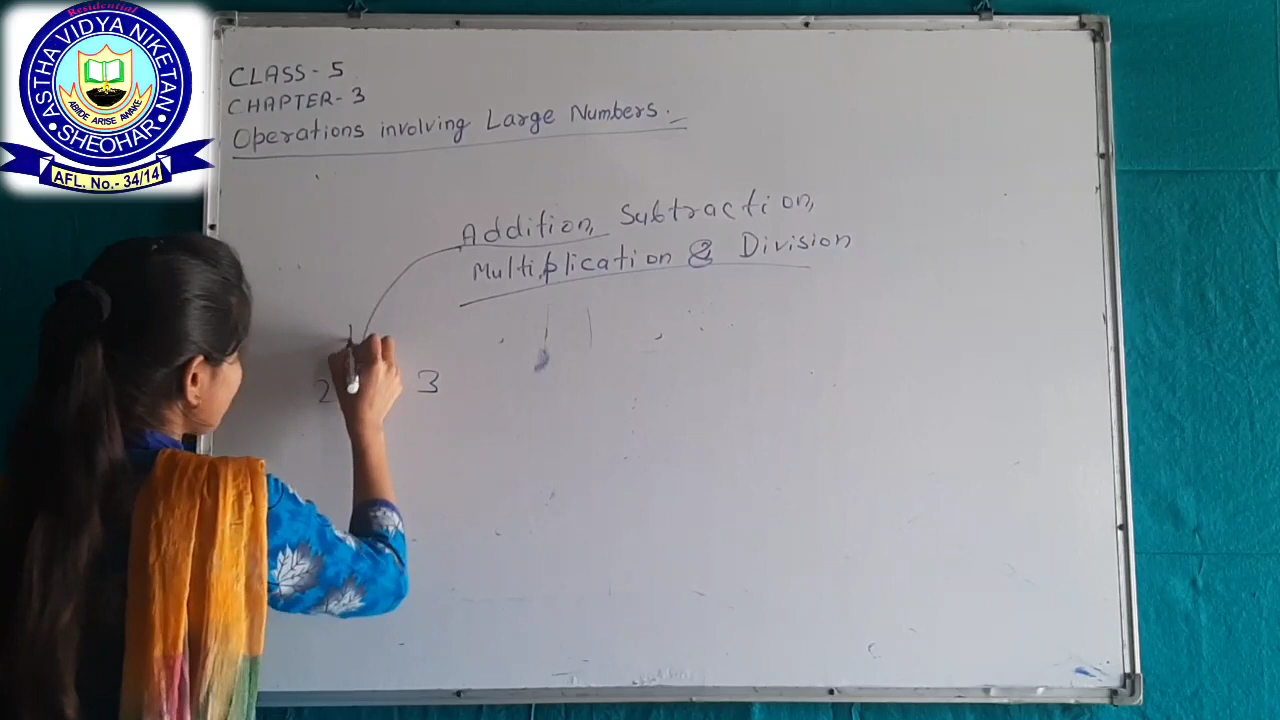 Residential
ASTHA VIDYA NIKETAN
ABIDE ARISE AWAKE
SHEOHAR
AFL. No.- 34/14
CLASS - 5
CHAPTER - 3
Operations involving Large Numbers.
Addition, Subtraction,
Multiplication & Division
2 3